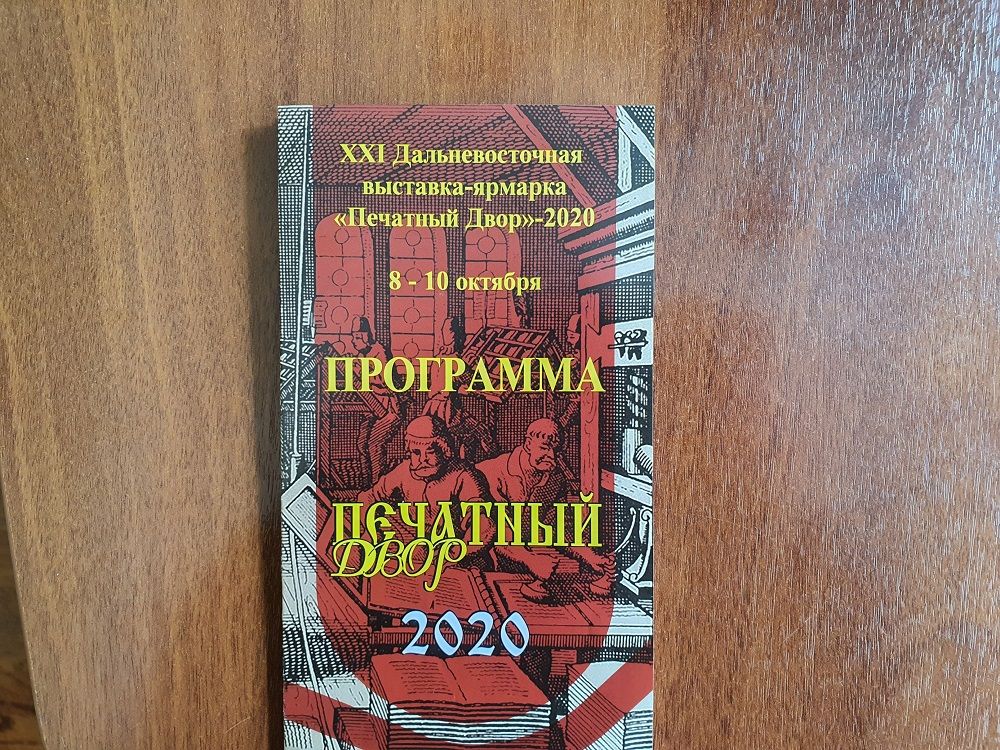 XXI Дальневосточная
выставка-ярмарка
«Печатный Двор»-2020
8 - 10 октября
ПРОГРАММА
ПЕЧАТНЫЙ
ДВОР
2020